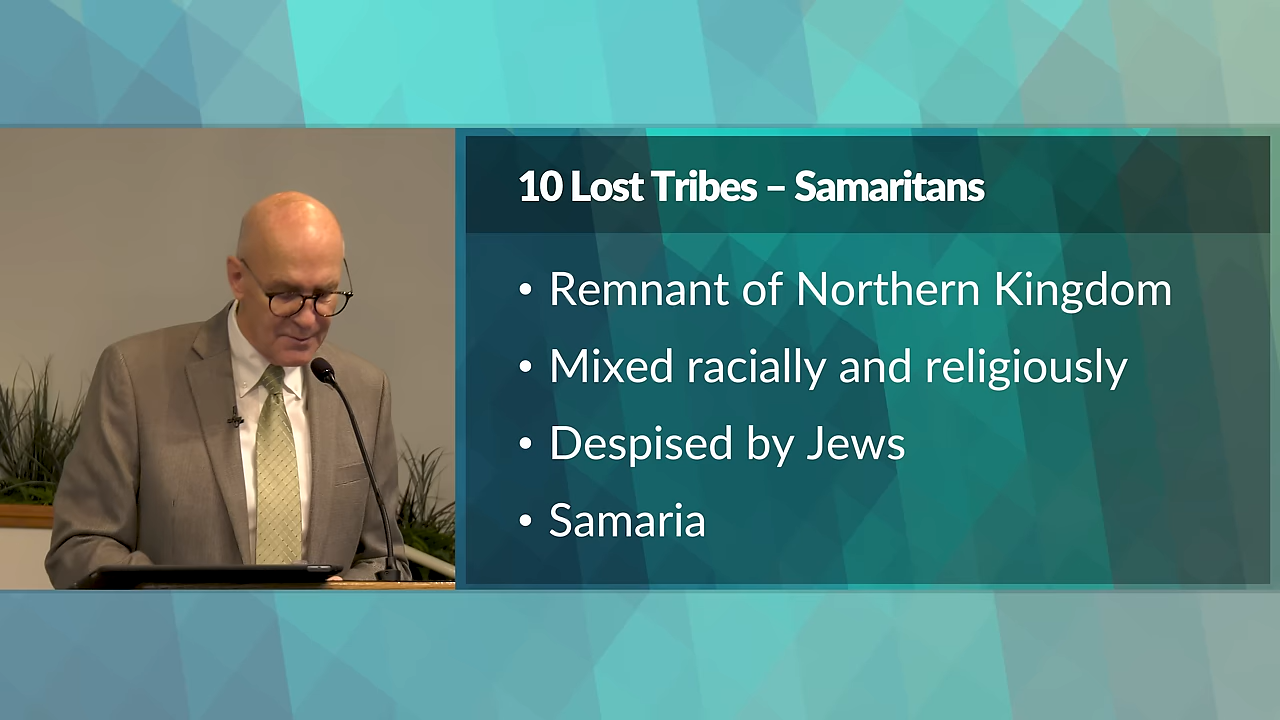 10 Lost Tribes – Samaritans
• Remnant of Northern Kingdom
• Mixed racially and religiously
• Despised by Jews
• Samaria